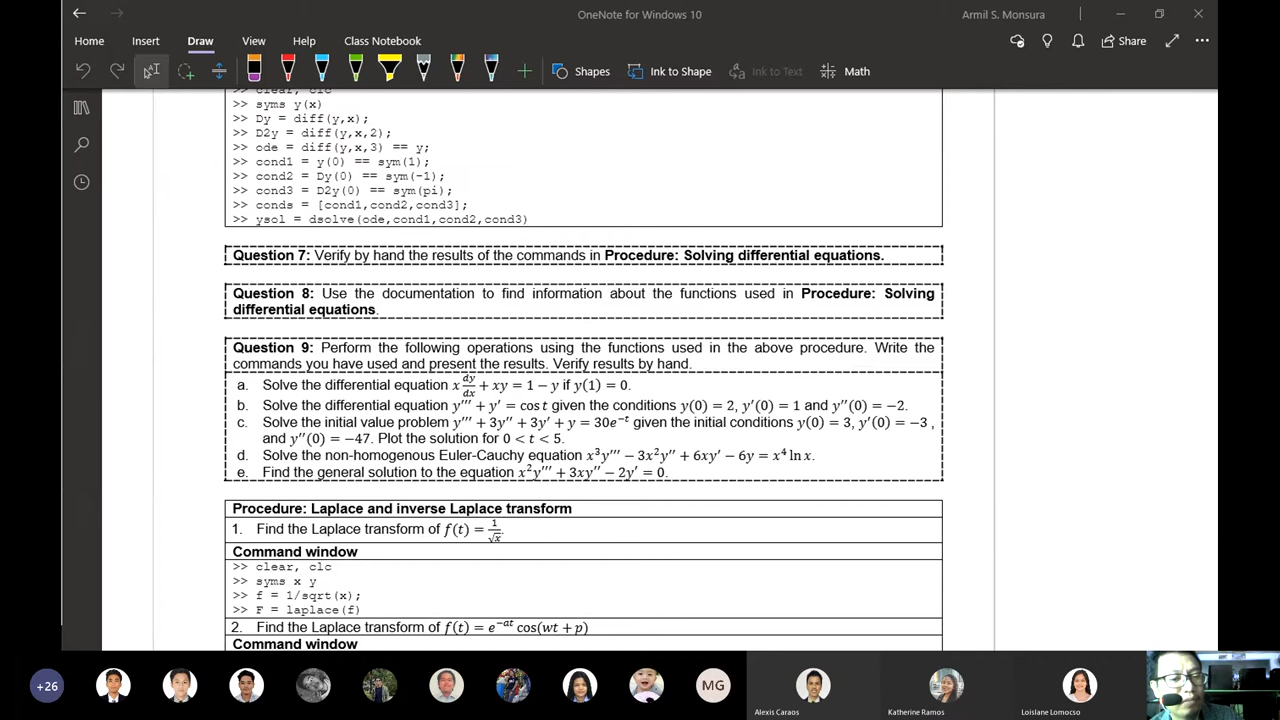 OneNote for Windows 10
Armil S. Monsura
Home Insert Draw View Help Class Notebook
Share
Shapes Ink to Shape Ink to Text Math
>> clear, clc
>> syms y(x)
>> Dy = diff(y,x);
>> D2y = diff(y,x,2);
>> ode = diff(y,x,3) == y;
>> cond1 = y(0) == sym(1);
>> cond2 = Dy(0) == sym(-1);
>> cond3 = D2y(0) == sym(pi);
>> conds = [cond1,cond2,cond3];
>> ysol = dsolve(ode,cond1,cond2,cond3)
Question 7: Verify by hand the results of the commands in Procedure: Solving differential equations.
Question 8: Use the documentation to find information about the functions used in Procedure: Solving
differential equations.
Question 9: Perform the following operations using the functions used in the above procedure. Write the
commands you have used and present the results. Verify results by hand.
a. Solve the differential equation x dy/dx + xy = 1 − y if y(1) = 0.
b. Solve the differential equation y′′′ + y′ = cos t given the conditions y(0) = 2, y′(0) = 1 and y′′(0) = −2.
c. Solve the initial value problem y′′′ + 3y′′ + 3y′ + y = 30e⁻ᵗ given the initial conditions y(0) = 3, y′(0) = −3 ,
and y′′(0) = −47. Plot the solution for 0 < t < 5.
d. Solve the non-homogenous Euler-Cauchy equation x³y′′′ − 3x²y′′ + 6xy′ − 6y = x⁴ ln x.
e. Find the general solution to the equation x²y′′′ + 3xy′′ − 2y′ = 0.
Procedure: Laplace and inverse Laplace transform
1. Find the Laplace transform of f(t) = 1/√x.
Command window
>> clear, clc
>> syms x y
>> f = 1/sqrt(x);
>> F = laplace(f)
2. Find the Laplace transform of f(t) = e⁻ᵃᵗ cos(wt + p)
Command window
+26
MG
Alexis Caraos
Katherine Ramos
Loislane Lomocso